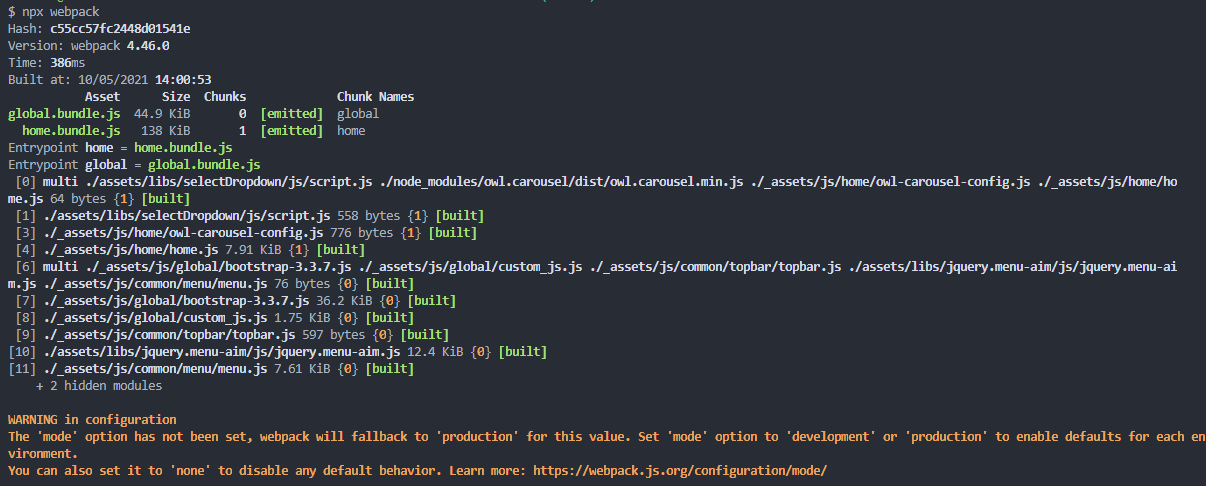 $ npx webpack
Hash: c55cc57fc2448d01541e
Version: webpack 4.46.0
Time: 386ms
Built at: 10/05/2021 14:00:53
Asset Size Chunks Chunk Names
global.bundle.js 44.9 KiB 0 [emitted] global
home.bundle.js 138 KiB 1 [emitted] home
Entrypoint home = home.bundle.js
Entrypoint global = global.bundle.js
[0] multi ./assets/libs/selectDropdown/js/script.js ./node_modules/owl.carousel/dist/owl.carousel.min.js ./_assets/js/home/owl-carousel-config.js ./_assets/js/home/ho
me.js 64 bytes {1} [built]
[1] ./assets/libs/selectDropdown/js/script.js 558 bytes {1} [built]
[3] ./_assets/js/home/owl-carousel-config.js 776 bytes {1} [built]
[4] ./_assets/js/home/home.js 7.91 KiB {1} [built]
[6] multi ./_assets/js/global/bootstrap-3.3.7.js ./_assets/js/global/custom_js.js ./_assets/js/common/topbar/topbar.js ./assets/libs/jquery.menu-aim/js/jquery.menu-ai
m.js ./_assets/js/common/menu/menu.js 76 bytes {0} [built]
[7] ./_assets/js/global/bootstrap-3.3.7.js 36.2 KiB {0} [built]
[8] ./_assets/js/global/custom_js.js 1.75 KiB {0} [built]
[9] ./_assets/js/common/topbar/topbar.js 597 bytes {0} [built]
[10] ./assets/libs/jquery.menu-aim/js/jquery.menu-aim.js 12.4 KiB {0} [built]
[11] ./_assets/js/common/menu/menu.js 7.61 KiB {0} [built]
+ 2 hidden modules
WARNING in configuration
The 'mode' option has not been set, webpack will fallback to 'production' for this value. Set 'mode' option to 'development' or 'production' to enable defaults for each en
vironment.
You can also set it to 'none' to disable any default behavior. Learn more: https://webpack.js.org/configuration/mode/